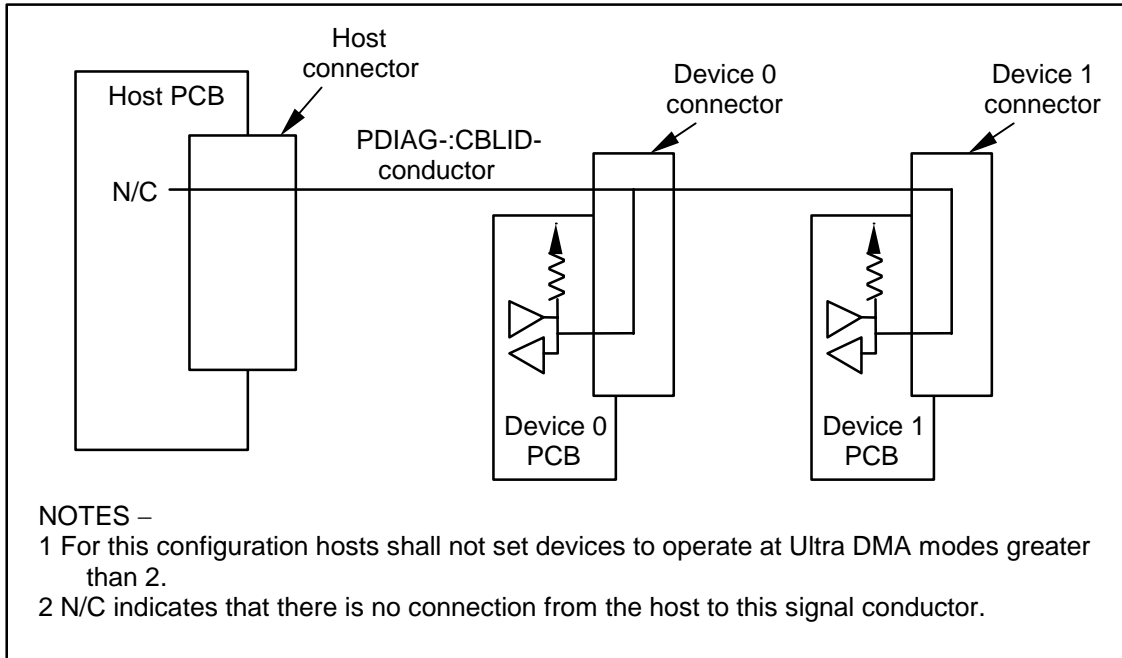 Host
connector
Device 0
connector
Device 1
connector
Host PCB
PDIAG-:CBLID-
conductor
N/C
Device 0
PCB
Device 1
PCB
NOTES –
1 For this configuration hosts shall not set devices to operate at Ultra DMA modes greater
than 2.
2 N/C indicates that there is no connection from the host to this signal conductor.